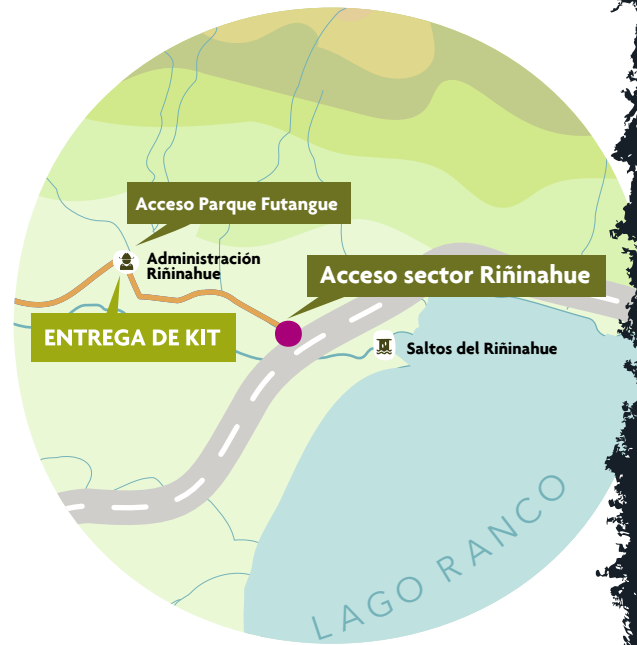 Acceso Parque Futangue
Administración
Riñinahue
Acceso sector Riñinahue
ENTREGA DE KIT
Saltos del Riñinahue
LAGO RANCO